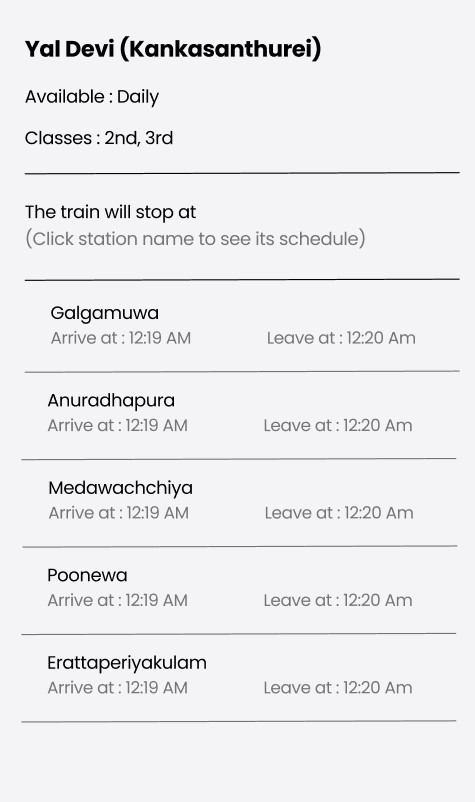 Yal Devi (Kankasanthurei)
Available : Daily
Classes : 2nd, 3rd
The train will stop at
(Click station name to see its schedule)
Galgamuwa
Arrive at : 12:19 AM Leave at : 12:20 Am
Anuradhapura
Arrive at : 12:19 AM Leave at : 12:20 Am
Medawachchiya
Arrive at : 12:19 AM Leave at : 12:20 Am
Poonewa
Arrive at : 12:19 AM Leave at : 12:20 Am
Erattaperiyakulam
Arrive at : 12:19 AM Leave at : 12:20 Am